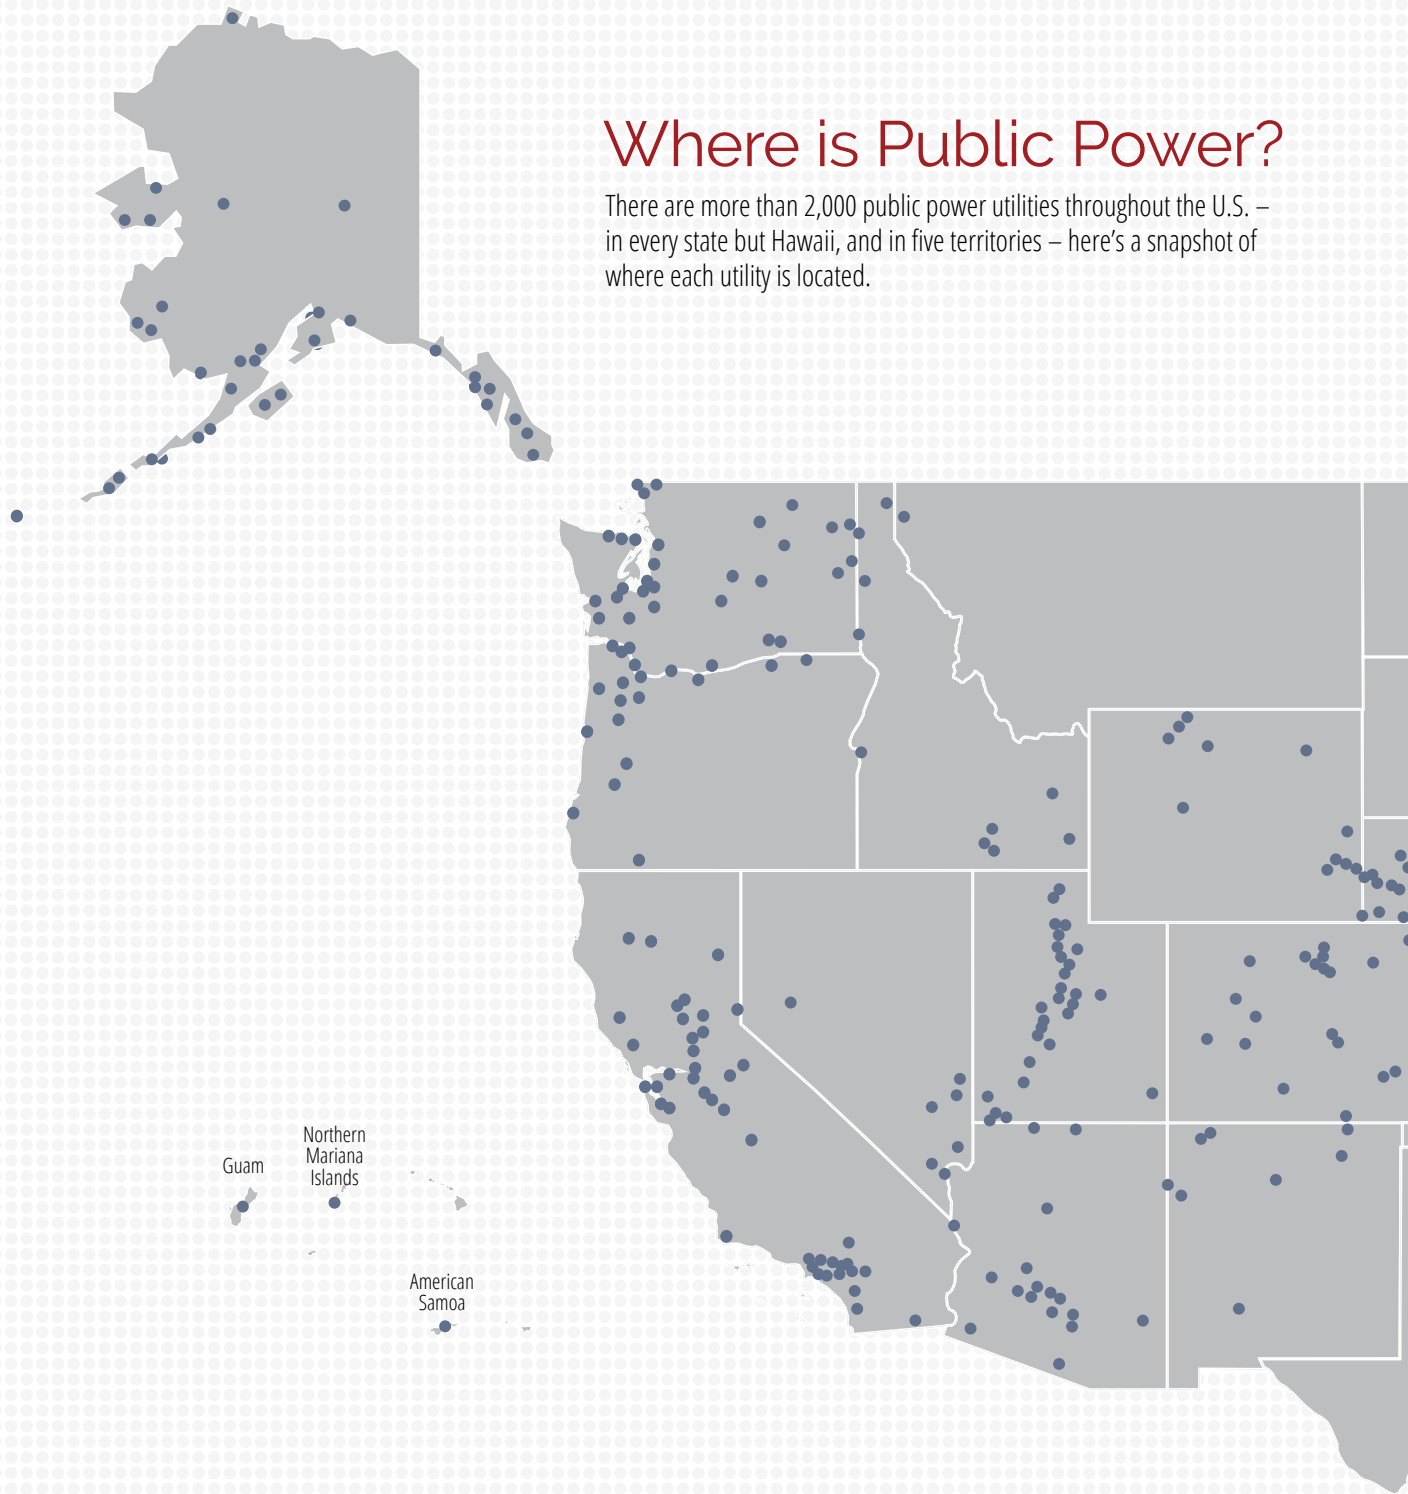 Where is Public Power?
There are more than 2,000 public power utilities throughout the U.S. –
in every state but Hawaii, and in five territories – here’s a snapshot of
where each utility is located.
Guam
Northern
Mariana
Islands
American
Samoa